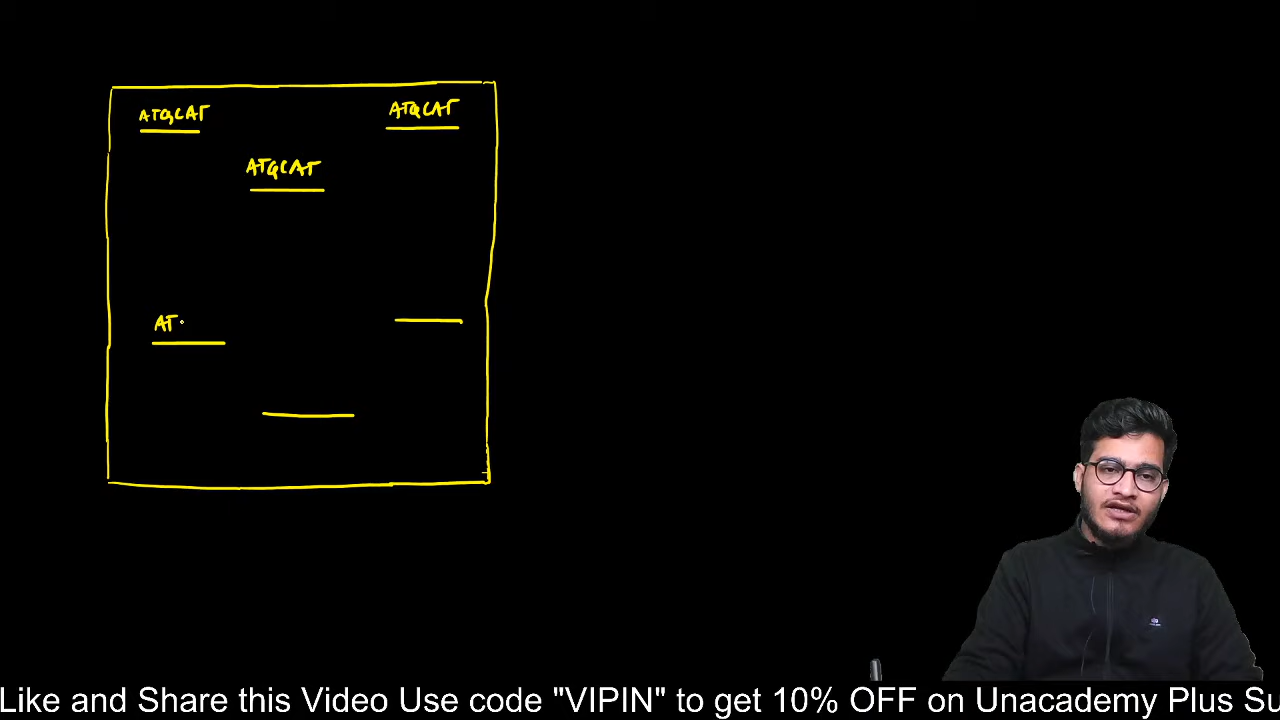 ATGCAT
ATGCAT
ATGCAT
AT
Like and Share this Video Use code "VIPIN" to get 10% OFF on Unacademy Plus Su